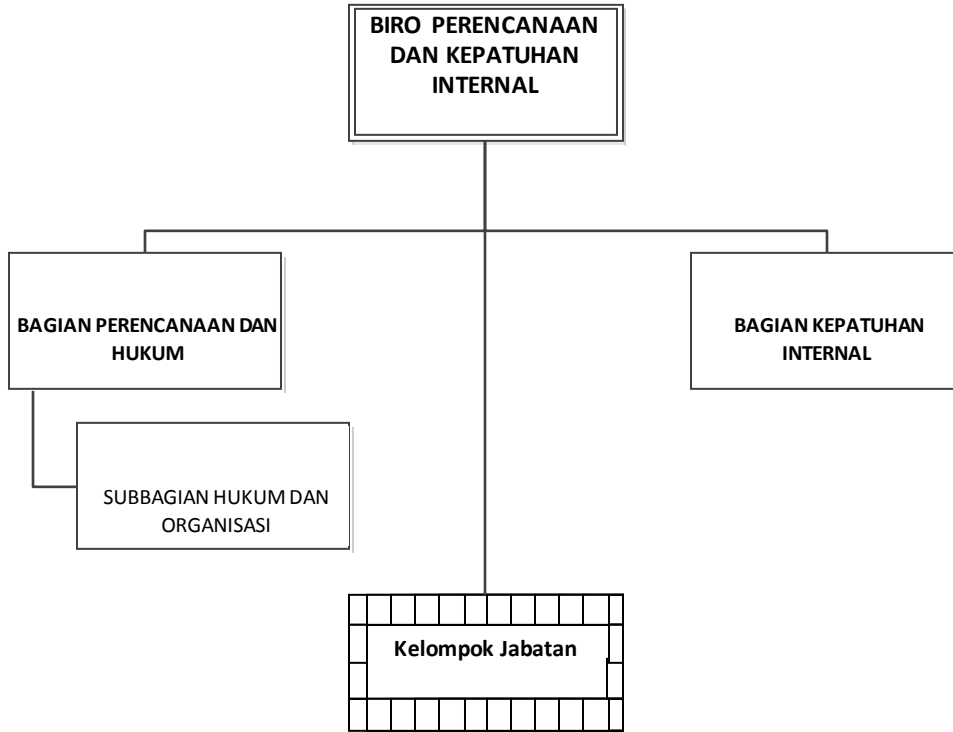 BIRO PERENCANAAN
DAN KEPATUHAN
INTERNAL
BAGIAN PERENCANAAN DAN
HUKUM
BAGIAN KEPATUHAN
INTERNAL
SUBBAGIAN HUKUM DAN
ORGANISASI
Kelompok Jabatan